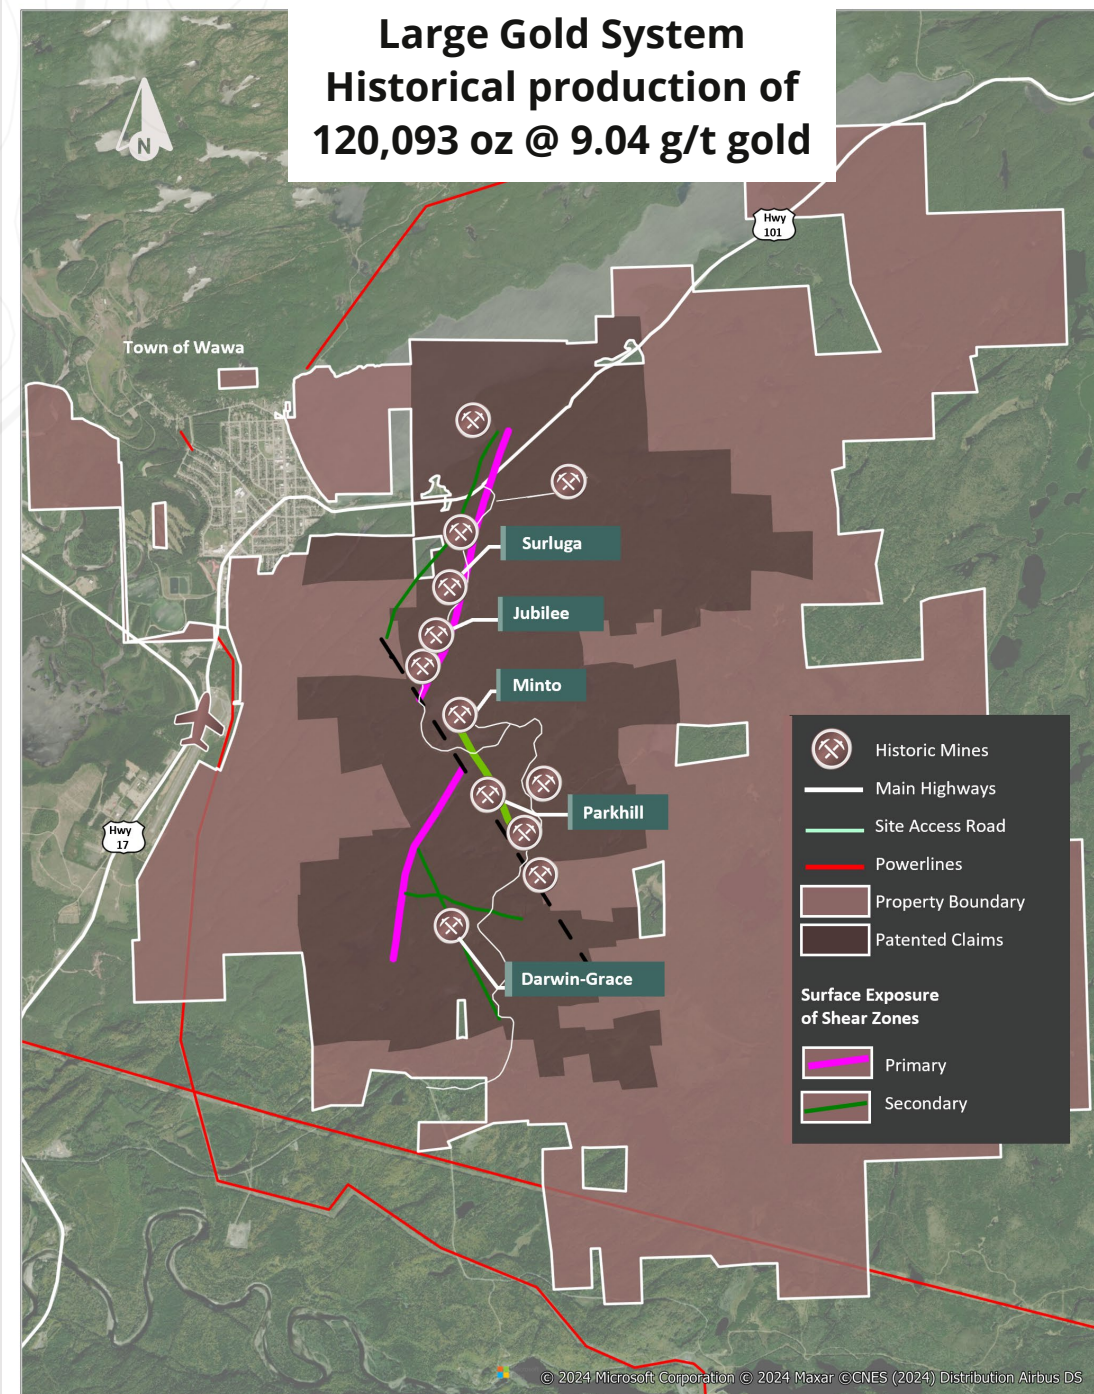 Large Gold System
Historical production of
120,093 oz @ 9.04 g/t gold
N
Hwy
101
Town of Wawa
Surluga
Jubilee
Minto
Parkhill
Darwin-Grace
Hwy
17
Historic Mines
Main Highways
Site Access Road
Powerlines
Property Boundary
Patented Claims
Surface Exposure
of Shear Zones
Primary
Secondary
© 2024 Microsoft Corporation © 2024 Maxar ©CNES (2024) Distribution Airbus DS